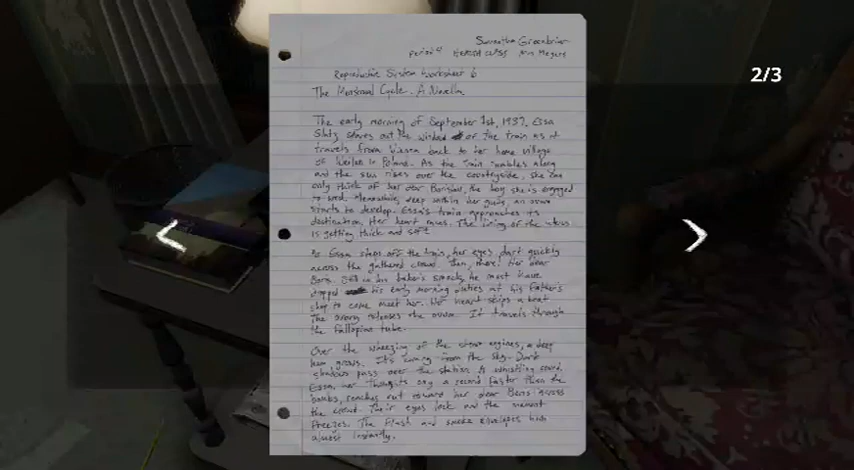 Samantha Greenbriar
period 4 HEALTH CLASS Mrs Meyers
2/3
Reproductive System Worksheet 6
The Menstrual Cycle. A Novella.
The early morning of September 1st, 1937. Essa
stares out the window of the train as it
travels from Vienna back to her home village
of in Poland. As the train rumbles along
and the sun rises over the countryside, she can
only think of her dear Borislav, the boy she is engaged
to wed. Meanwhile, deep within her an ovum
starts to develop. Essa's train approaches its
destination. Her heart races. The lining of the uterus
is getting thick and soft.
As Essa steps off the train, her eyes dart quickly
across the gathered crowd. Then, there! Her dear
Boris. Still in his baker's smock, he must have
stopped his early morning duties at his father's
shop to come meet her. Her heart skips a beat.
The ovary releases the ovum. It travels through
the fallopian tube.
Over the wheezing of the steam engines, a deep
hum grows. It's coming from the sky. Dark
shadows pass over the station. A whistling sound.
Essa, her thoughts only a second faster than the
bombs, reaches out toward her dear Boris across
the crowd. Their eyes lock and the moment
freezes. The flash and smoke envelopes him
almost instantly.